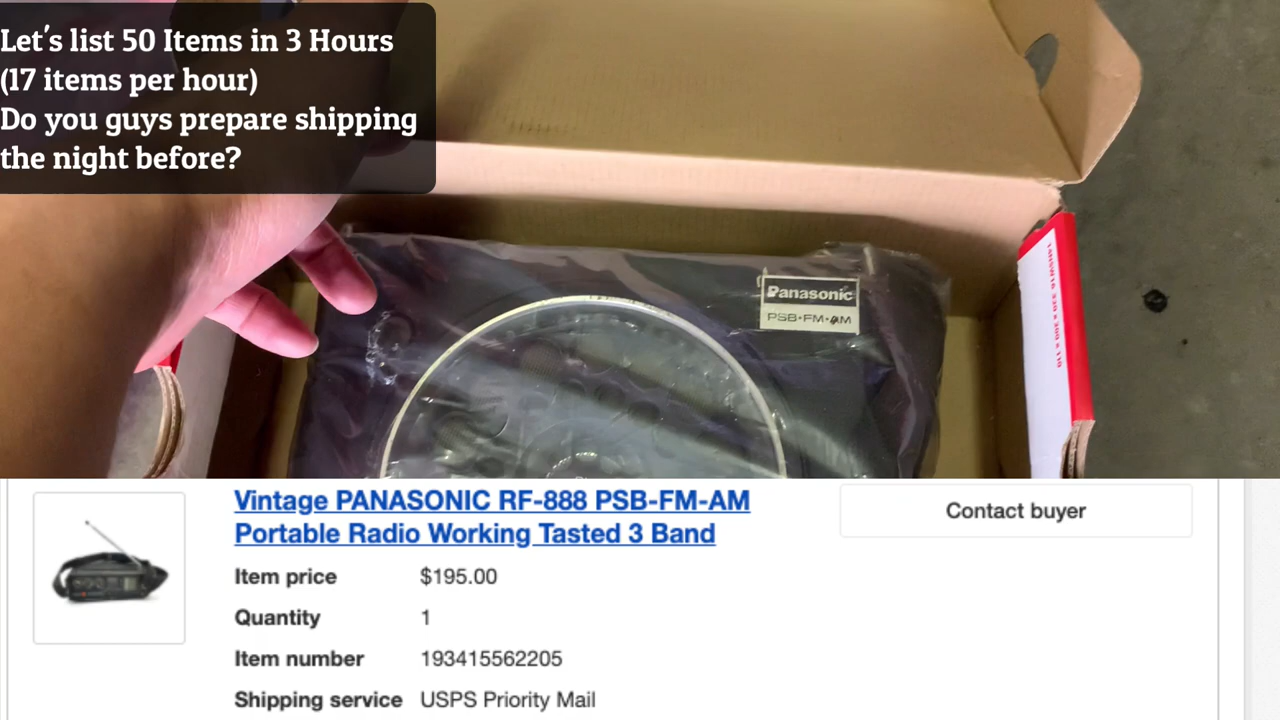 Let's list 50 Items in 3 Hours
(17 items per hour)
Do you guys prepare shipping
the night before?
Panasonic
PSB•FM•AM
Vintage PANASONIC RF-888 PSB-FM-AM
Portable Radio Working Tasted 3 Band
Contact buyer
Item price $195.00
Quantity 1
Item number 193415562205
Shipping service USPS Priority Mail